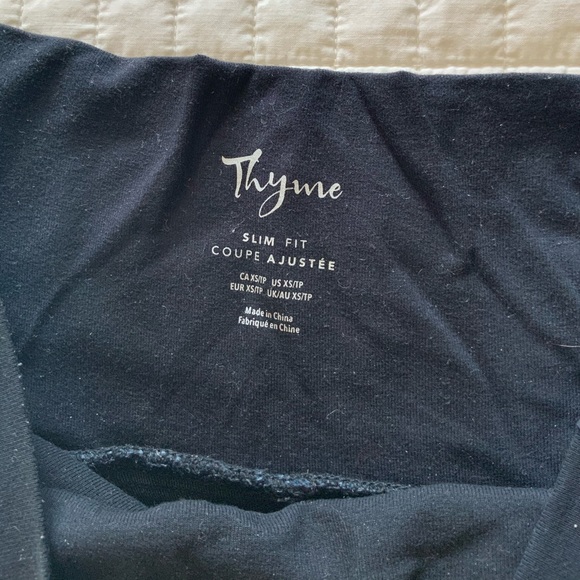 Thyme
SLIM FIT
COUPE AJUSTÉE
CA XS/TP US XS/TP
EUR XS/TP UK/AU XS/TP
Made in China
Fabriqué en Chine